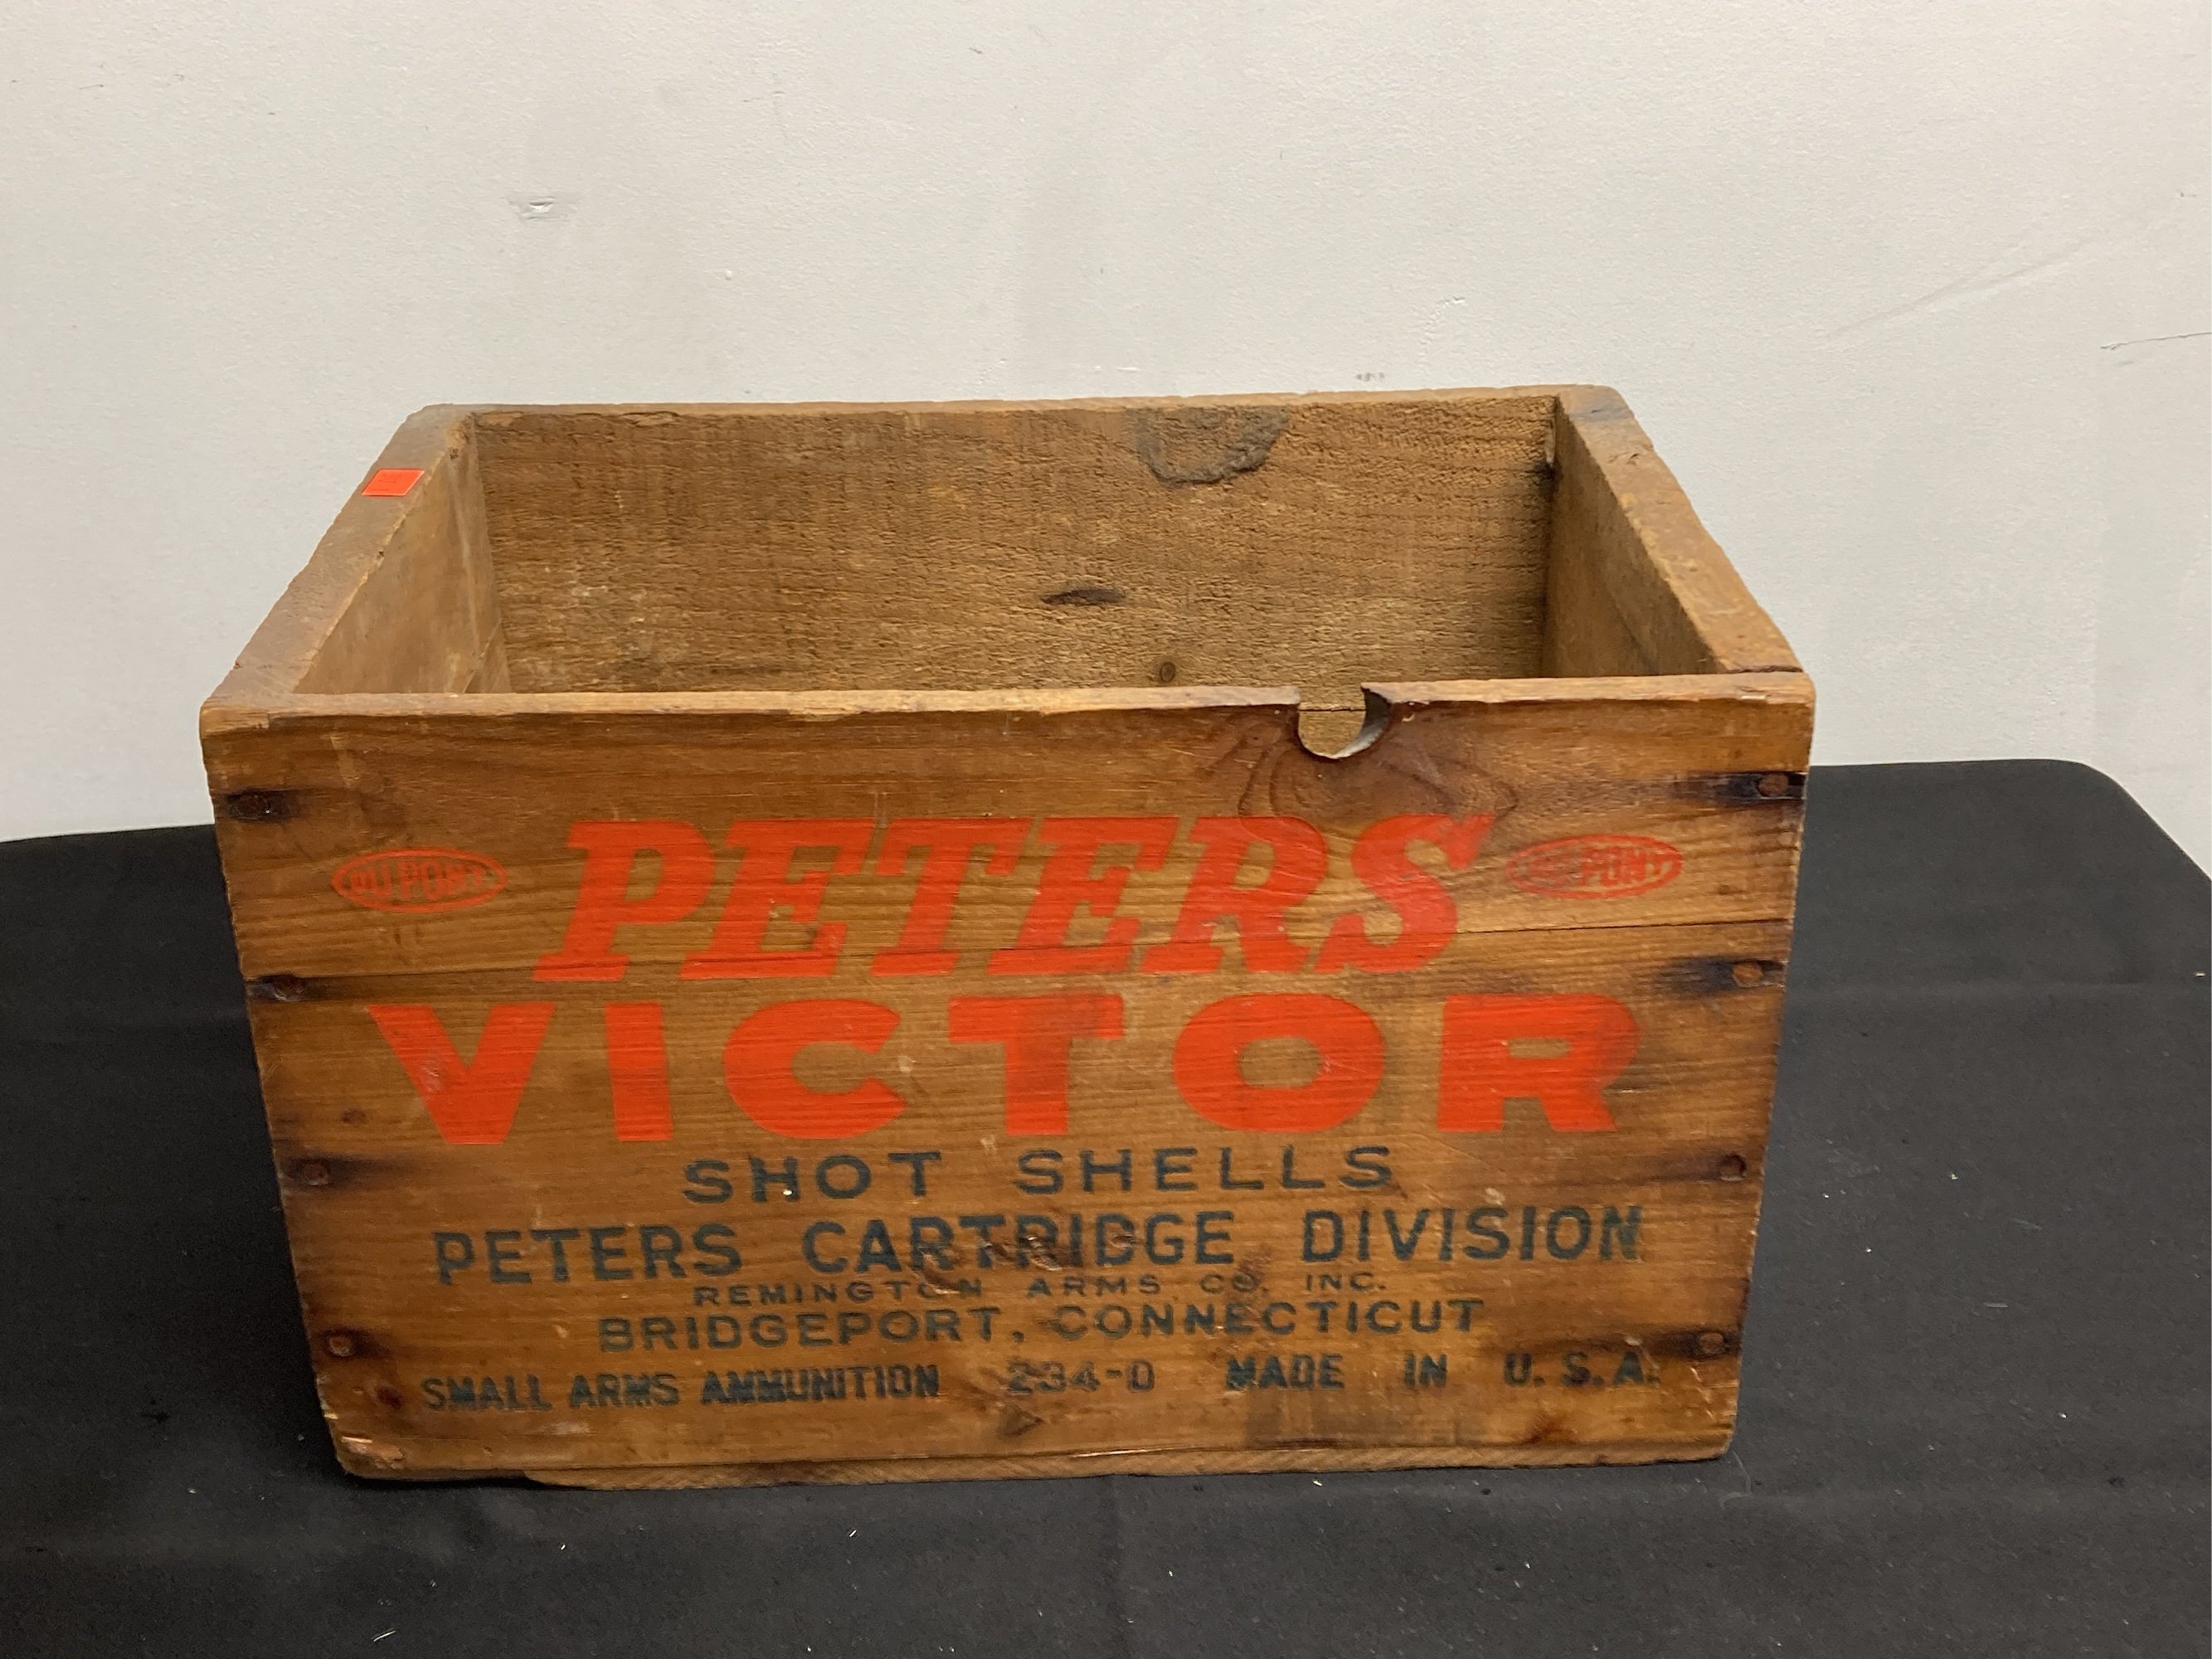 DU PONT PETERS DU PONT
VICTOR
SHOT SHELLS
PETERS CARTRIDGE DIVISION
REMINGTON ARMS CO. INC.
BRIDGEPORT, CONNECTICUT
SMALL ARMS AMMUNITION 234-D MADE IN U.S.A.